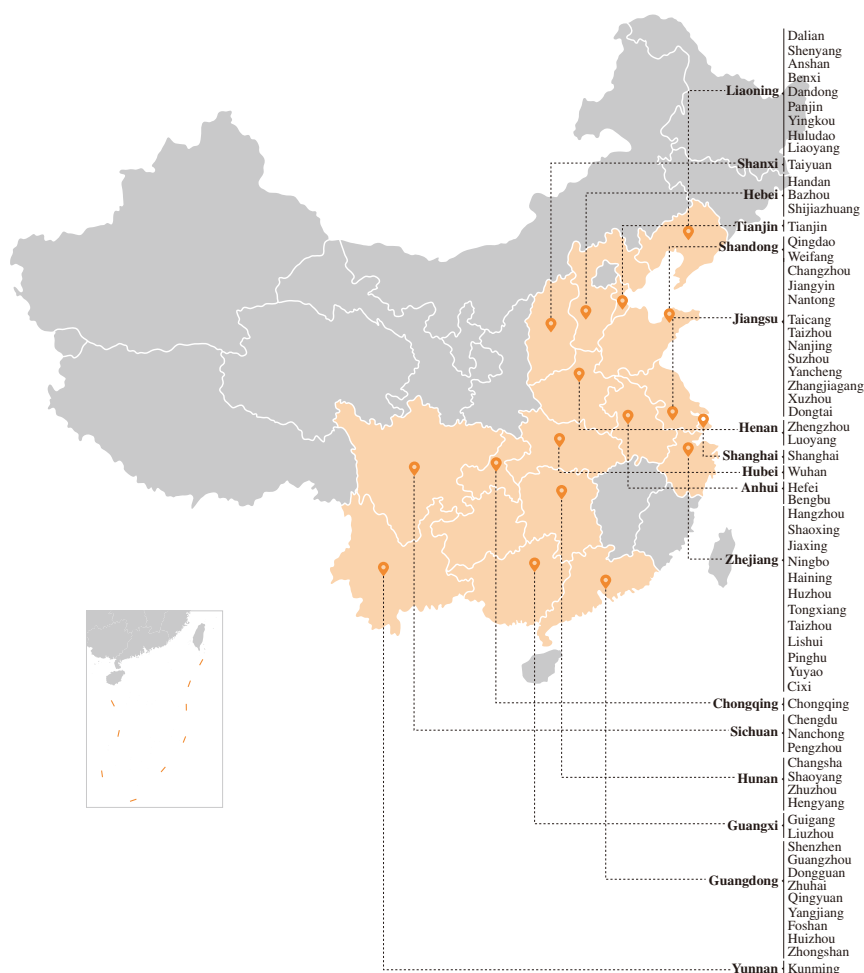 Dalian
Shenyang
Anshan
Benxi
Liaoning Dandong
Panjin
Yingkou
Huludao
Liaoyang
Shanxi Taiyuan
Handan
Hebei Bazhou
Shijiazhuang
Tianjin Tianjin
Qingdao
Shandong
Weifang
Changzhou
Jiangyin
Nantong
Jiangsu Taicang
Taizhou
Nanjing
Suzhou
Yancheng
Zhangjiagang
Xuzhou
Dongtai
Henan Zhengzhou
Luoyang
Shanghai Shanghai
Hubei Wuhan
Anhui Hefei
Bengbu
Hangzhou
Shaoxing
Jiaxing
Zhejiang Ningbo
Haining
Huzhou
Tongxiang
Taizhou
Lishui
Pinghu
Yuyao
Cixi
Chongqing Chongqing
Chengdu
Sichuan Nanchong
Pengzhou
Changsha
Hunan Shaoyang
Zhuzhou
Hengyang
Guigang
Guangxi
Liuzhou
Shenzhen
Guangzhou
Guangdong Dongguan
Zhuhai
Qingyuan
Yangjiang
Foshan
Huizhou
Zhongshan
Yunnan Kunming